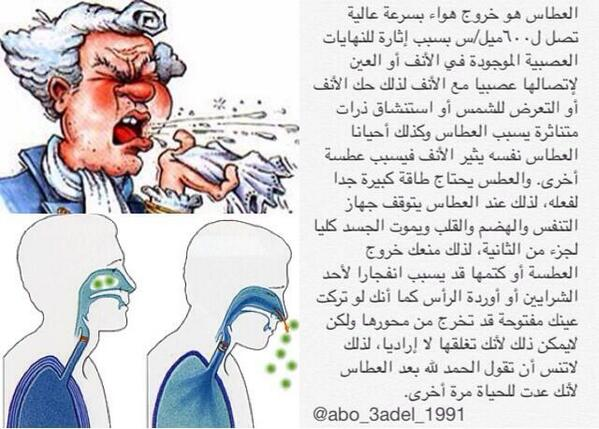 العطاس هو خروج هواء بسرعة عالية
تصل ل٦٠٠ميل/س بسبب إثارة للنهايات
العصبية الموجودة في الأنف أو العين
لإتصالها عصبيا مع الأنف لذلك حك الأنف
أو التعرض للشمس أو استنشاق ذرات
متناثرة يسبب العطاس وكذلك أحيانا
العطاس نفسه يثير الأنف فيسبب عطسة
أخرى. والعطس يحتاج طاقة كبيرة جدا
لفعله، لذلك عند العطاس يتوقف جهاز
التنفس والهضم والقلب ويموت الجسد كليا
لجزء من الثانية، لذلك منعك خروج
العطسة أو كتمها قد يسبب انفجارا لأحد
الشرايين أو أوردة الرأس كما أنك لو تركت
عينك مفتوحة قد تخرج من محورها ولكن
لايمكن ذلك لأنك تغلقها لا إراديا، لذلك
لاتنس أن تقول الحمد لله بعد العطاس
لأنك عدت للحياة مرة أخرى.
@abo_3adel_1991